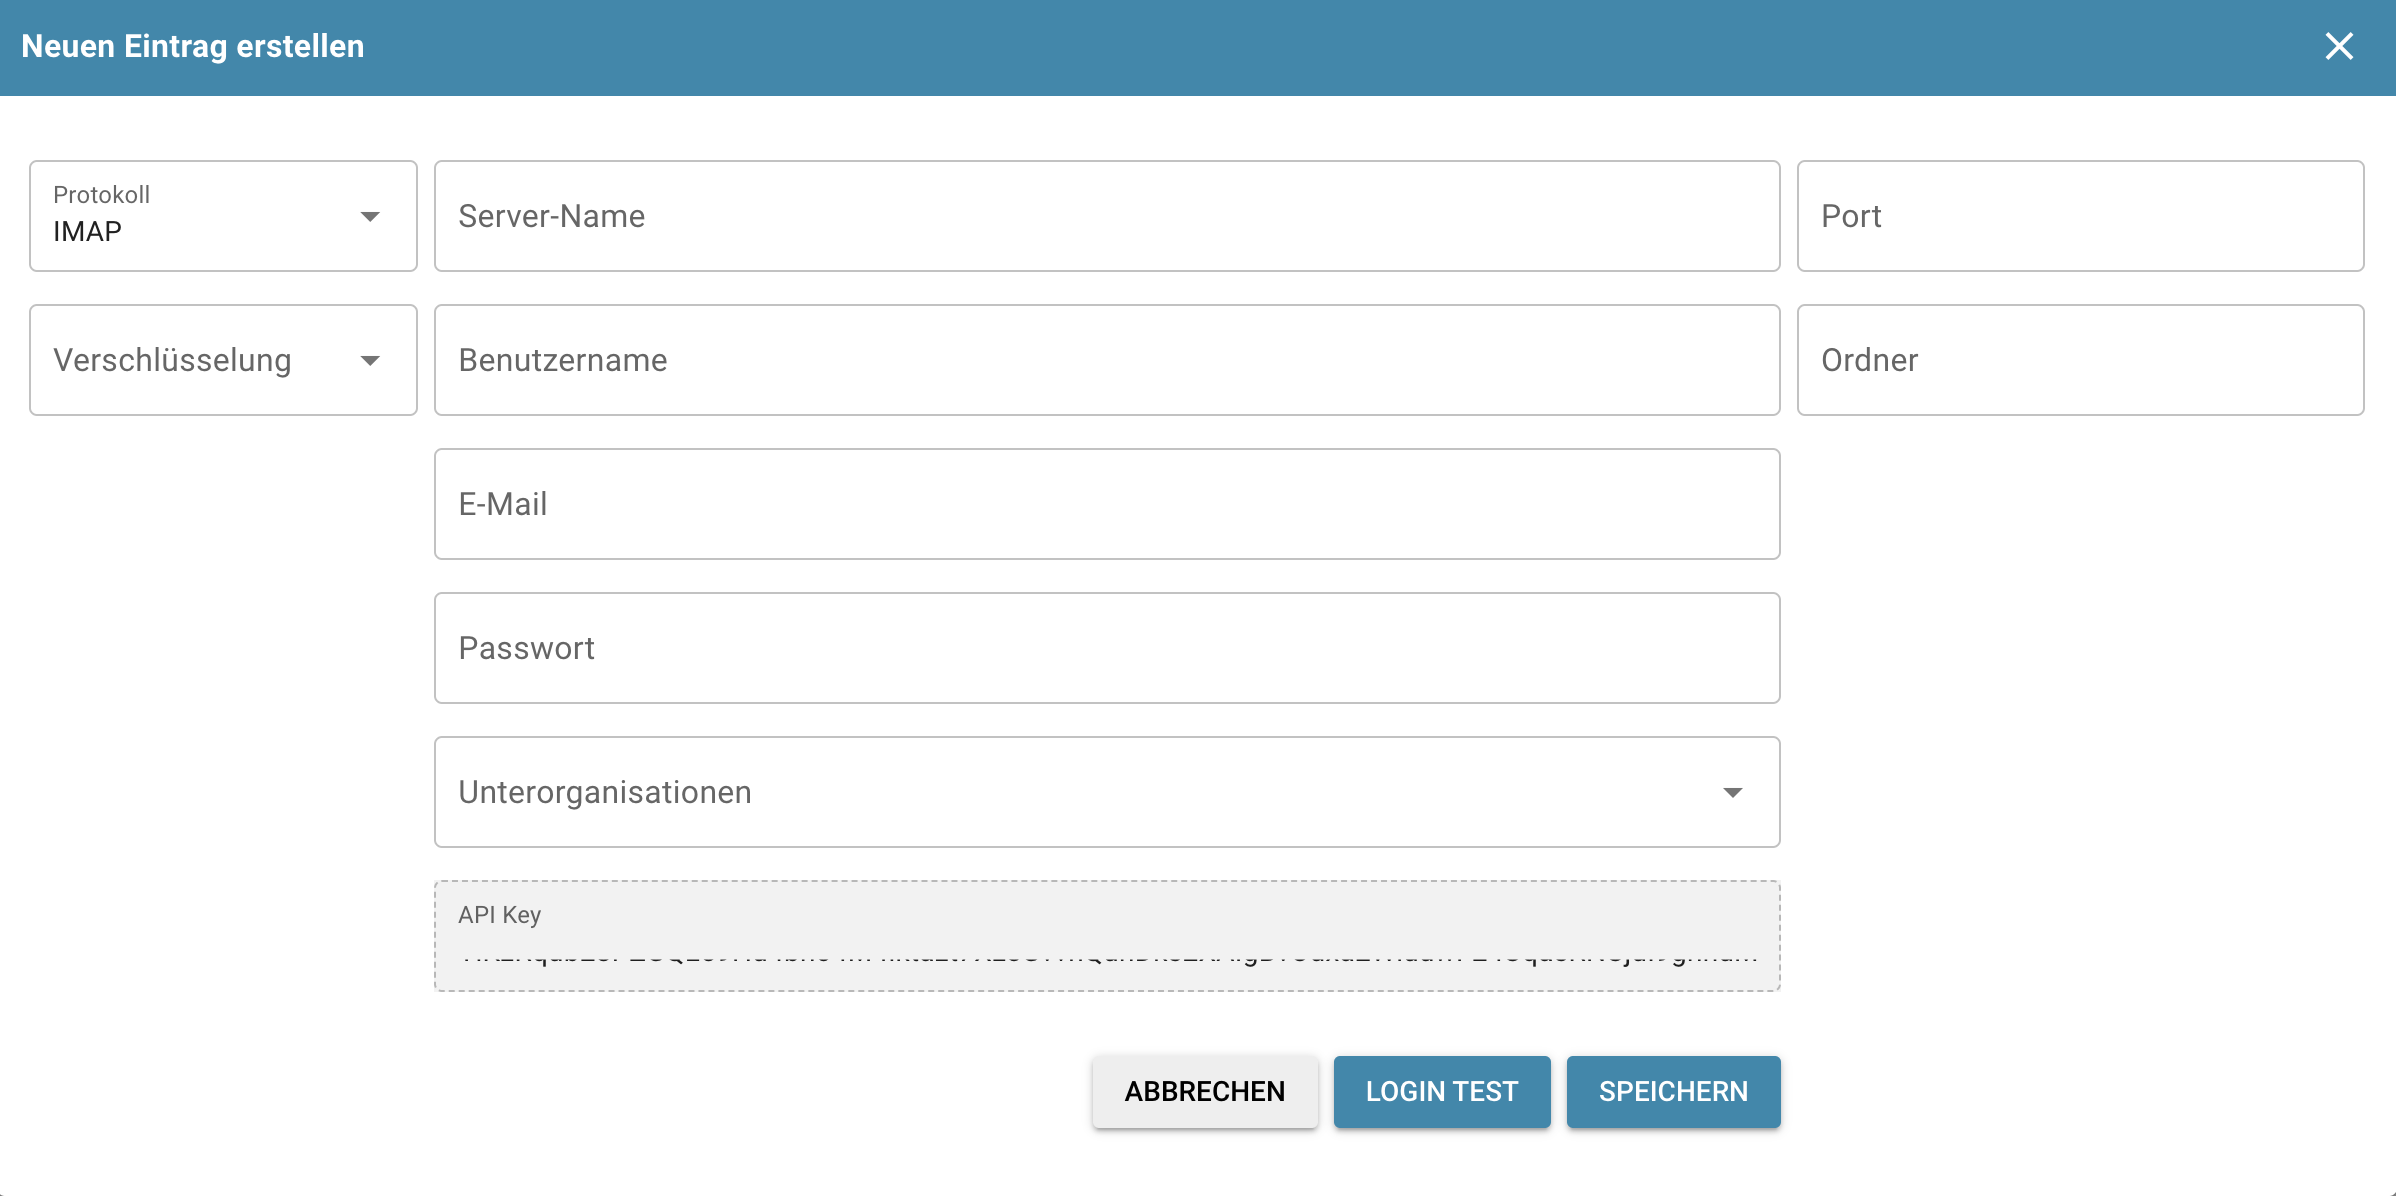 Neuen Eintrag erstellen
Protokoll
IMAP
Server-Name
Port
Verschlüsselung
Benutzername
Ordner
E-Mail
Passwort
Unterorganisationen
API Key
ABBRECHEN
LOGIN TEST
SPEICHERN